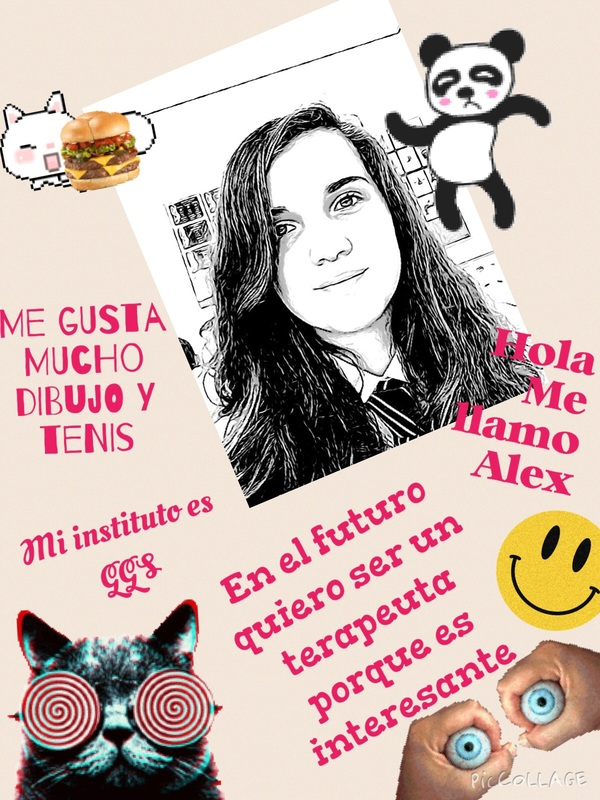 ME GUSTA
MUCHO
DIBUJO Y
TENIS
Hola
Me
llamo
Alex
Mi instituto es
GGS
En el futuro
quiero ser un
terapeuta
porque es
interesante
PicCOLLAGE